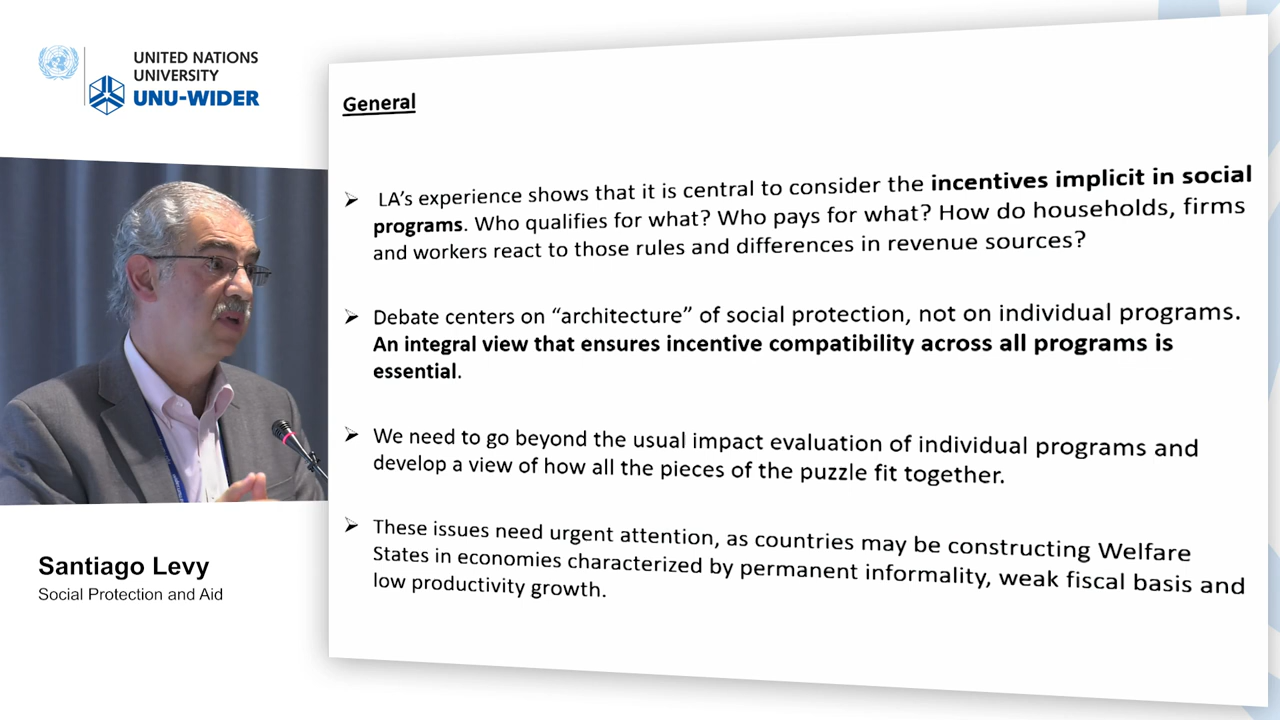 UNITED NATIONS
UNIVERSITY
UNU-WIDER
General
LA’s experience shows that it is central to consider the incentives implicit in social
programs. Who qualifies for what? Who pays for what? How do households, firms
and workers react to those rules and differences in revenue sources?
Debate centers on “architecture” of social protection, not on individual programs.
An integral view that ensures incentive compatibility across all programs is
essential.
We need to go beyond the usual impact evaluation of individual programs and
develop a view of how all the pieces of the puzzle fit together.
These issues need urgent attention, as countries may be constructing Welfare
States in economies characterized by permanent informality, weak fiscal basis and
low productivity growth.
Santiago Levy
Social Protection and Aid